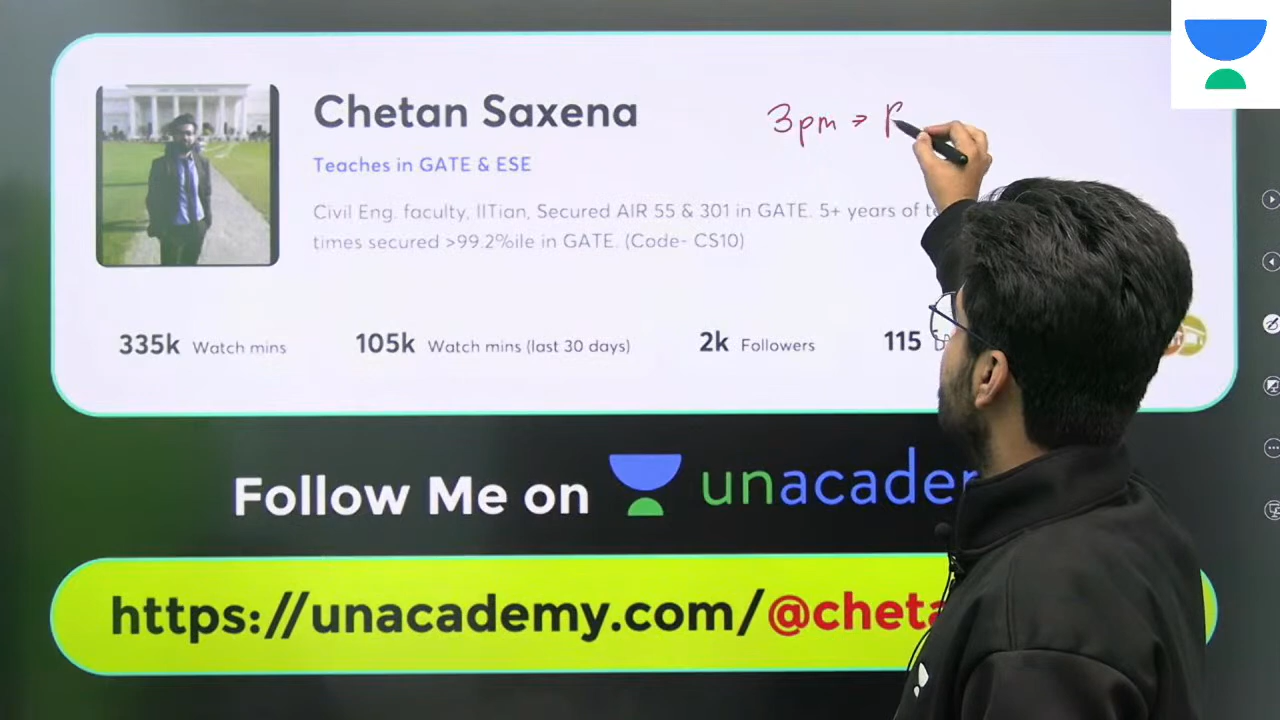 Chetan Saxena
3pm →
Teaches in GATE & ESE
Civil Eng. faculty, IITian, Secured AIR 55 & 301 in GATE. 5+ years of
times secured >99.2%ile in GATE. (Code- CS10)
335k Watch mins 105k Watch mins (last 30 days) 2k Followers 115
Follow Me on unacadem
https://unacademy.com/@cheta